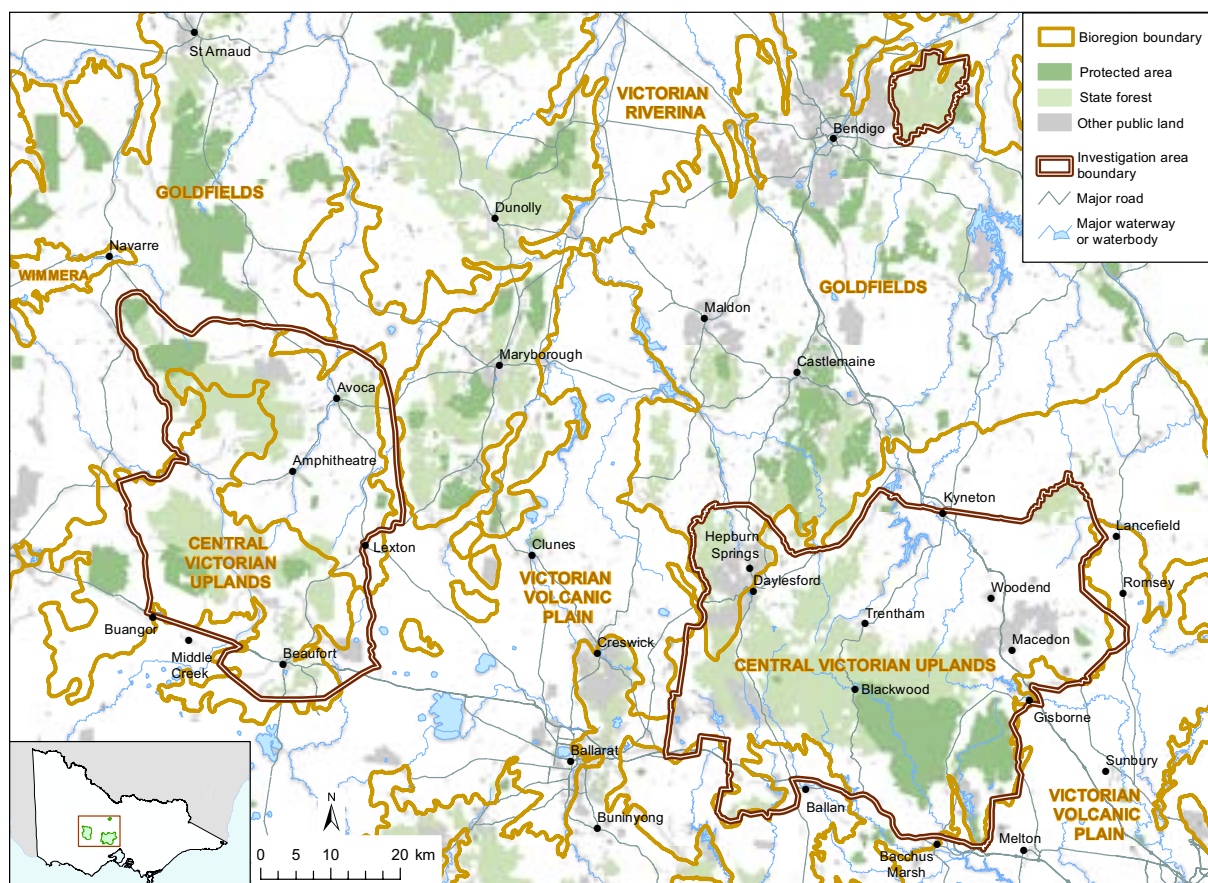 St Arnaud
VICTORIAN
RIVERINA
Bendigo
Bioregion boundary
Protected area
State forest
Other public land
Investigation area
boundary
Major road
Major waterway
or waterbody
GOLDFIELDS
Dunolly
Navarre
WIMMERA
GOLDFIELDS
Maldon
Maryborough
Castlemaine
Avoca
Amphitheatre
Kyneton
Lancefield
CENTRAL
VICTORIAN
UPLANDS
Lexton
Clunes
Hepburn
Springs
Daylesford
VICTORIAN
VOLCANIC
PLAIN
Woodend
Romsey
Trentham
Buangor
Middle
Creek
Beaufort
Creswick
Macedon
CENTRAL VICTORIAN UPLANDS
Blackwood
Gisborne
Ballarat
Sunbury
Ballan
VICTORIAN
VOLCANIC
PLAIN
N
Buninyong
Bacchus
Marsh
Melton
0 5 10 20 km